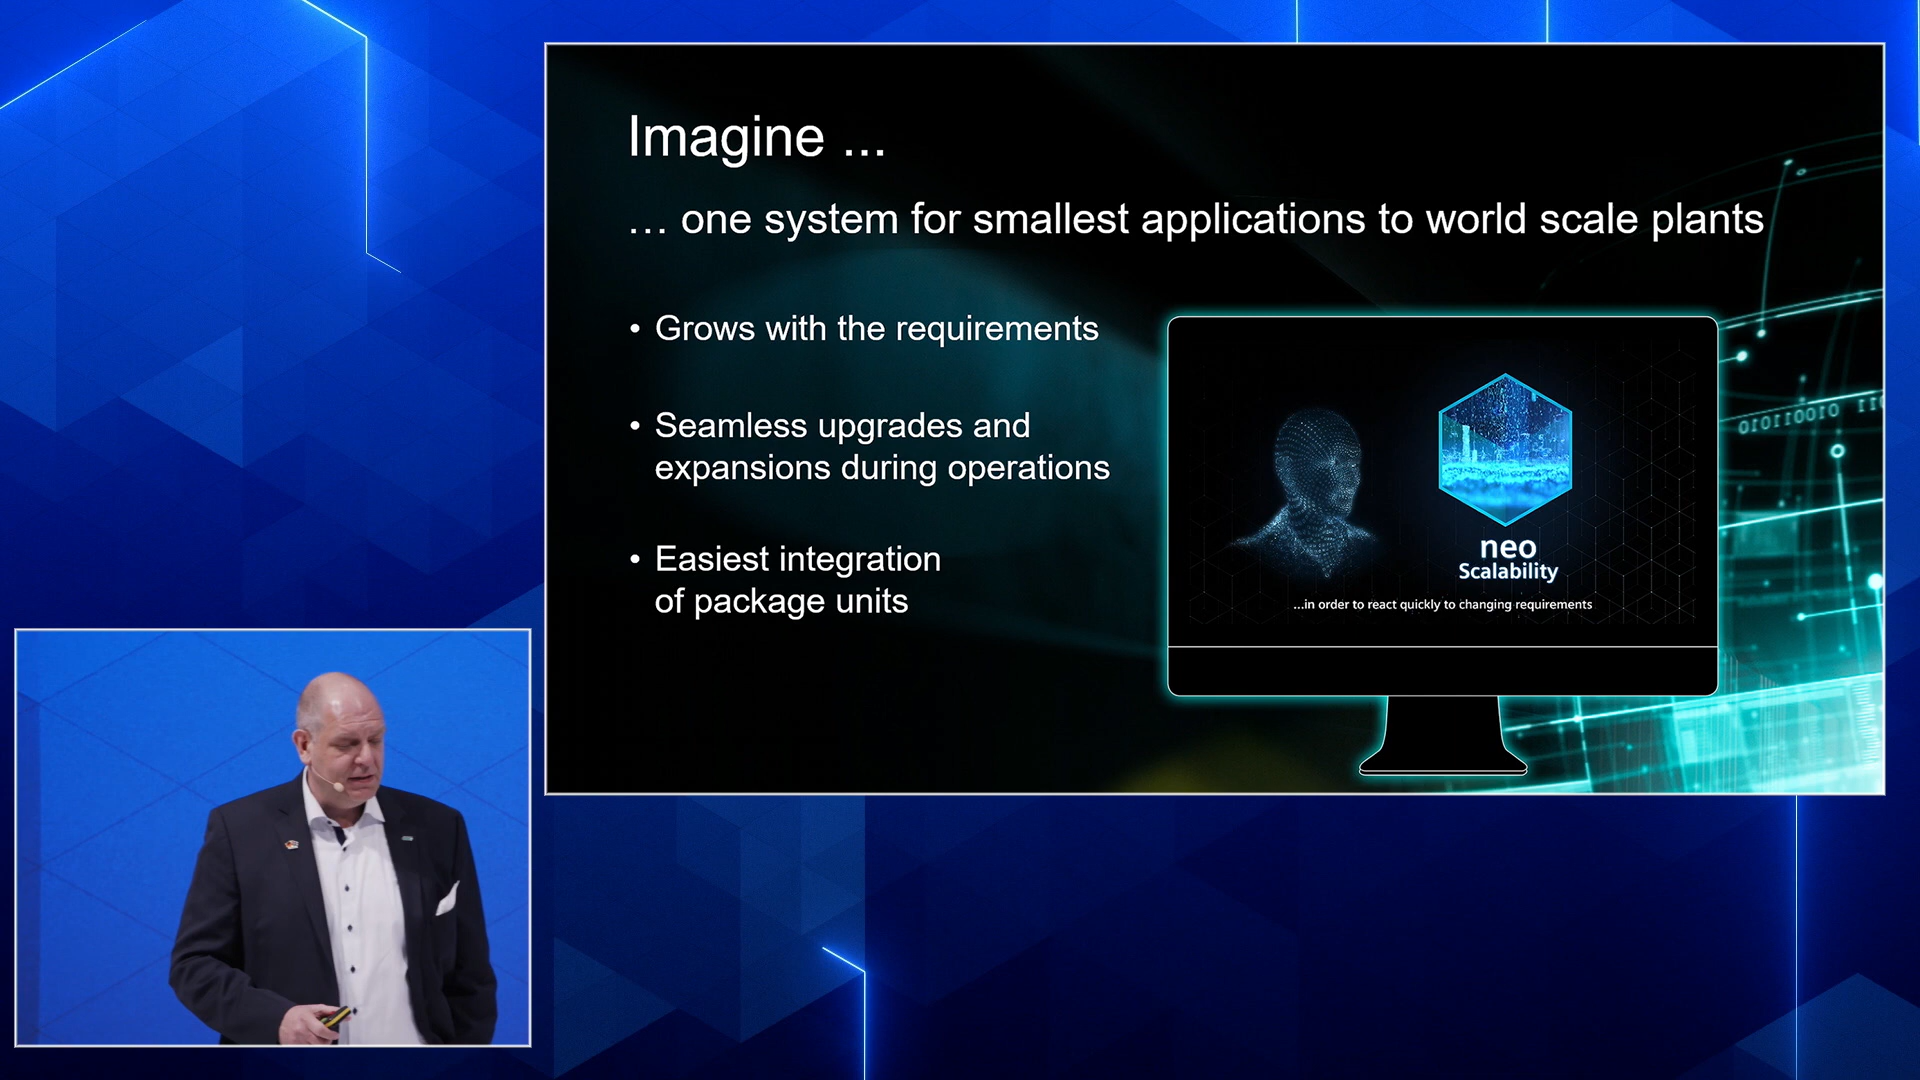 Imagine ...
... one system for smallest applications to world scale plants
• Grows with the requirements
• Seamless upgrades and
expansions during operations
• Easiest integration
of package units
neo
Scalability
...in order to react quickly to changing requirements